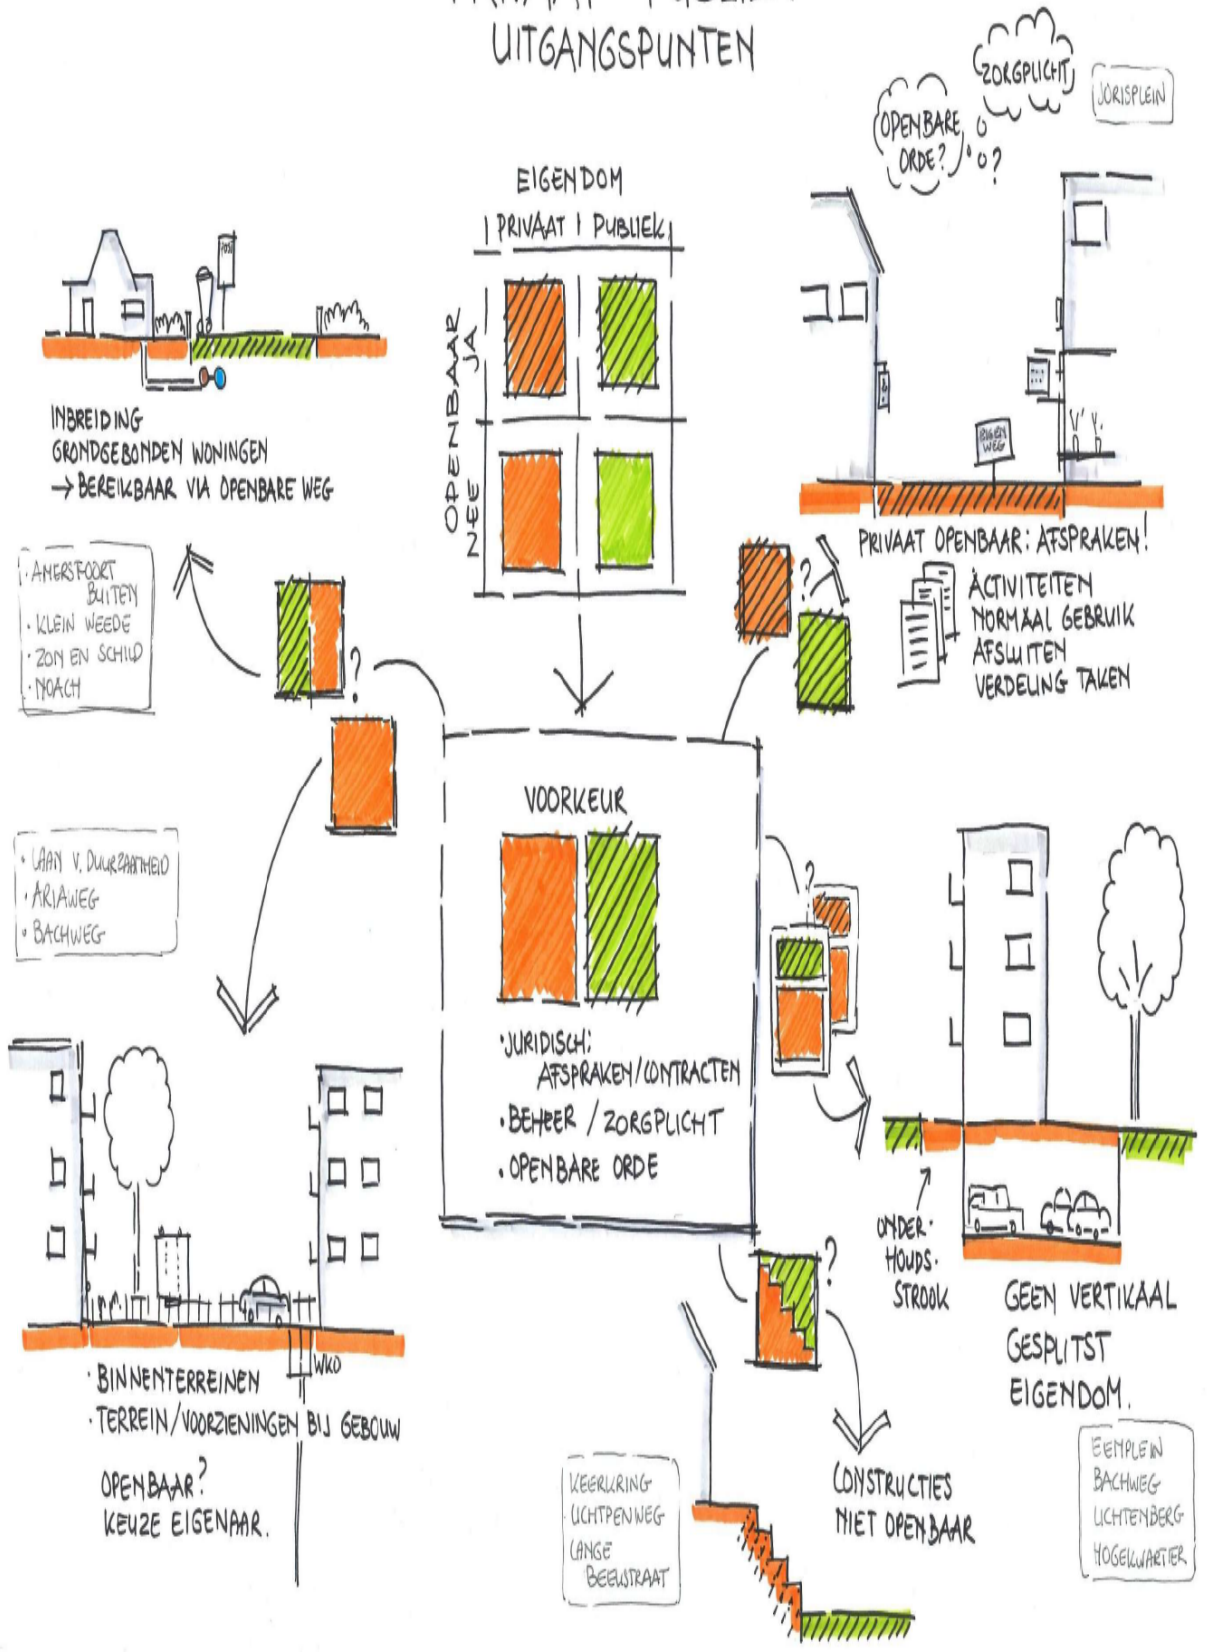 UITGANGSPUNTEN
ZORGPLICHT
OPENBARE
ORDE?
?
JORISPLEIN
EIGENDOM
PRIVAAT | PUBLIEK
OPENBAAR
JA
NEE
POST
INBREIDING
GRONDGEBONDEN WONINGEN
→ BEREIKBAAR VIA OPENBARE WEG
EIGEN
WEG
PRIVAAT OPENBAAR: AFSPRAKEN!
ACTIVITEITEN
NORMAAL GEBRUIK
AFSLUITEN
VERDELING TAKEN
· AMERSFOORT
BUITEN
· KLEIN WEEDE
· ZON EN SCHILD
· NOACH
?
?
VOORKEUR
· JURIDISCH:
AFSPRAKEN/CONTRACTEN
· BEHEER / ZORGPLICHT
· OPENBARE ORDE
· LAAN V. DUURZAAMHEID
· ARIAWEG
· BACHWEG
?
ONDER-
HOUDS-
STROOK
GEEN VERTIKAAL
GESPLITST
EIGENDOM.
WKO
· BINNENTERREINEN
· TERREIN/VOORZIENINGEN BIJ GEBOUW
OPENBAAR?
KEUZE EIGENAAR.
?
CONSTRUCTIES
NIET OPENBAAR
KEERKRING
LICHTPENWEG
LANGE
BEEKSTRAAT
EEMPLEIN
BACHWEG
LICHTENBERG
HOGEKWARTIER